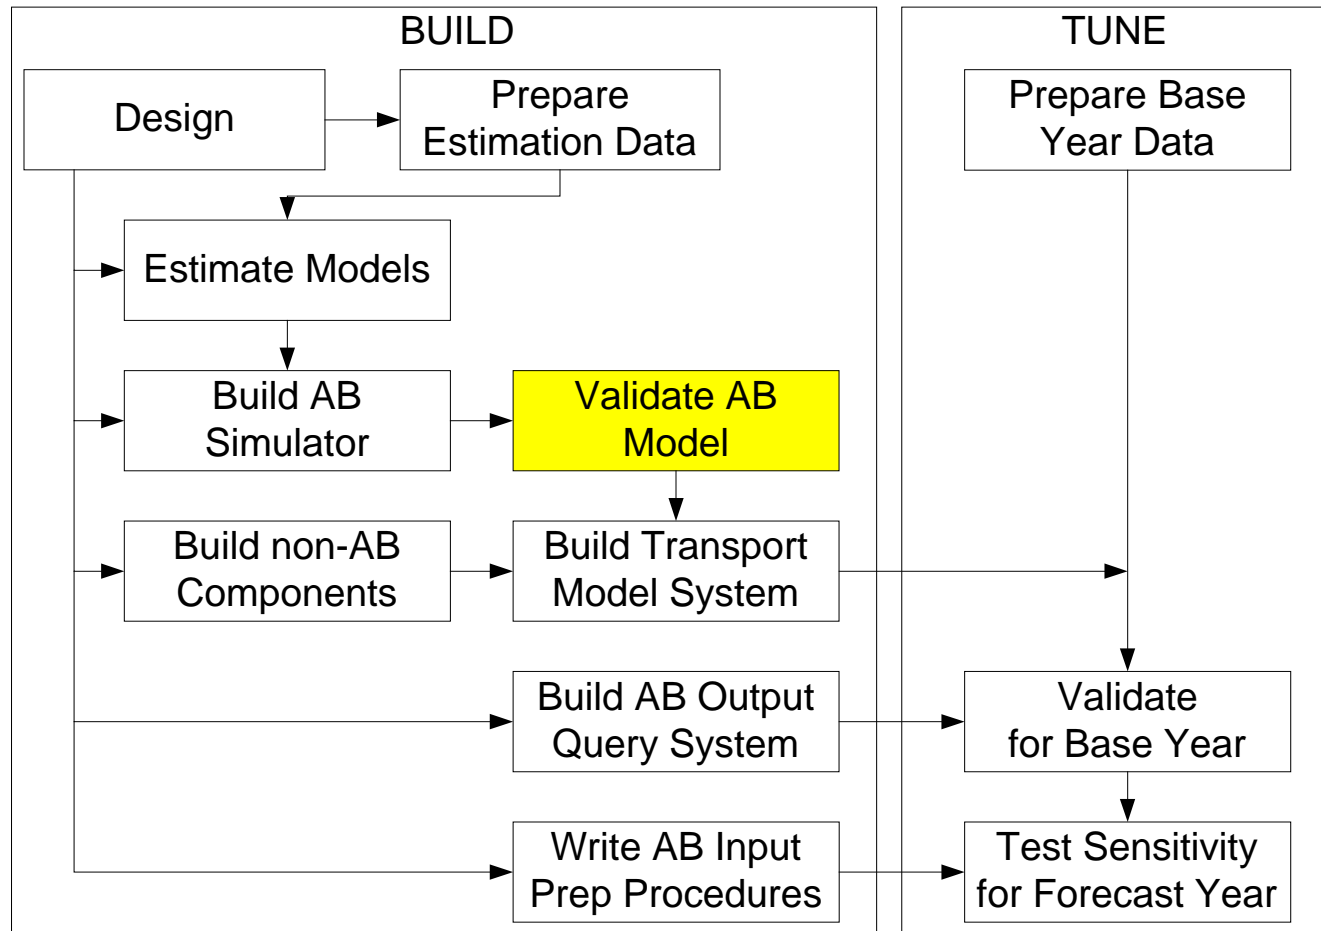 BUILD
TUNE
Design
Prepare
Estimation Data
Prepare Base
Year Data
Estimate Models
Build AB
Simulator
Validate AB
Model
Build non-AB
Components
Build Transport
Model System
Build AB Output
Query System
Validate
for Base Year
Write AB Input
Prep Procedures
Test Sensitivity
for Forecast Year